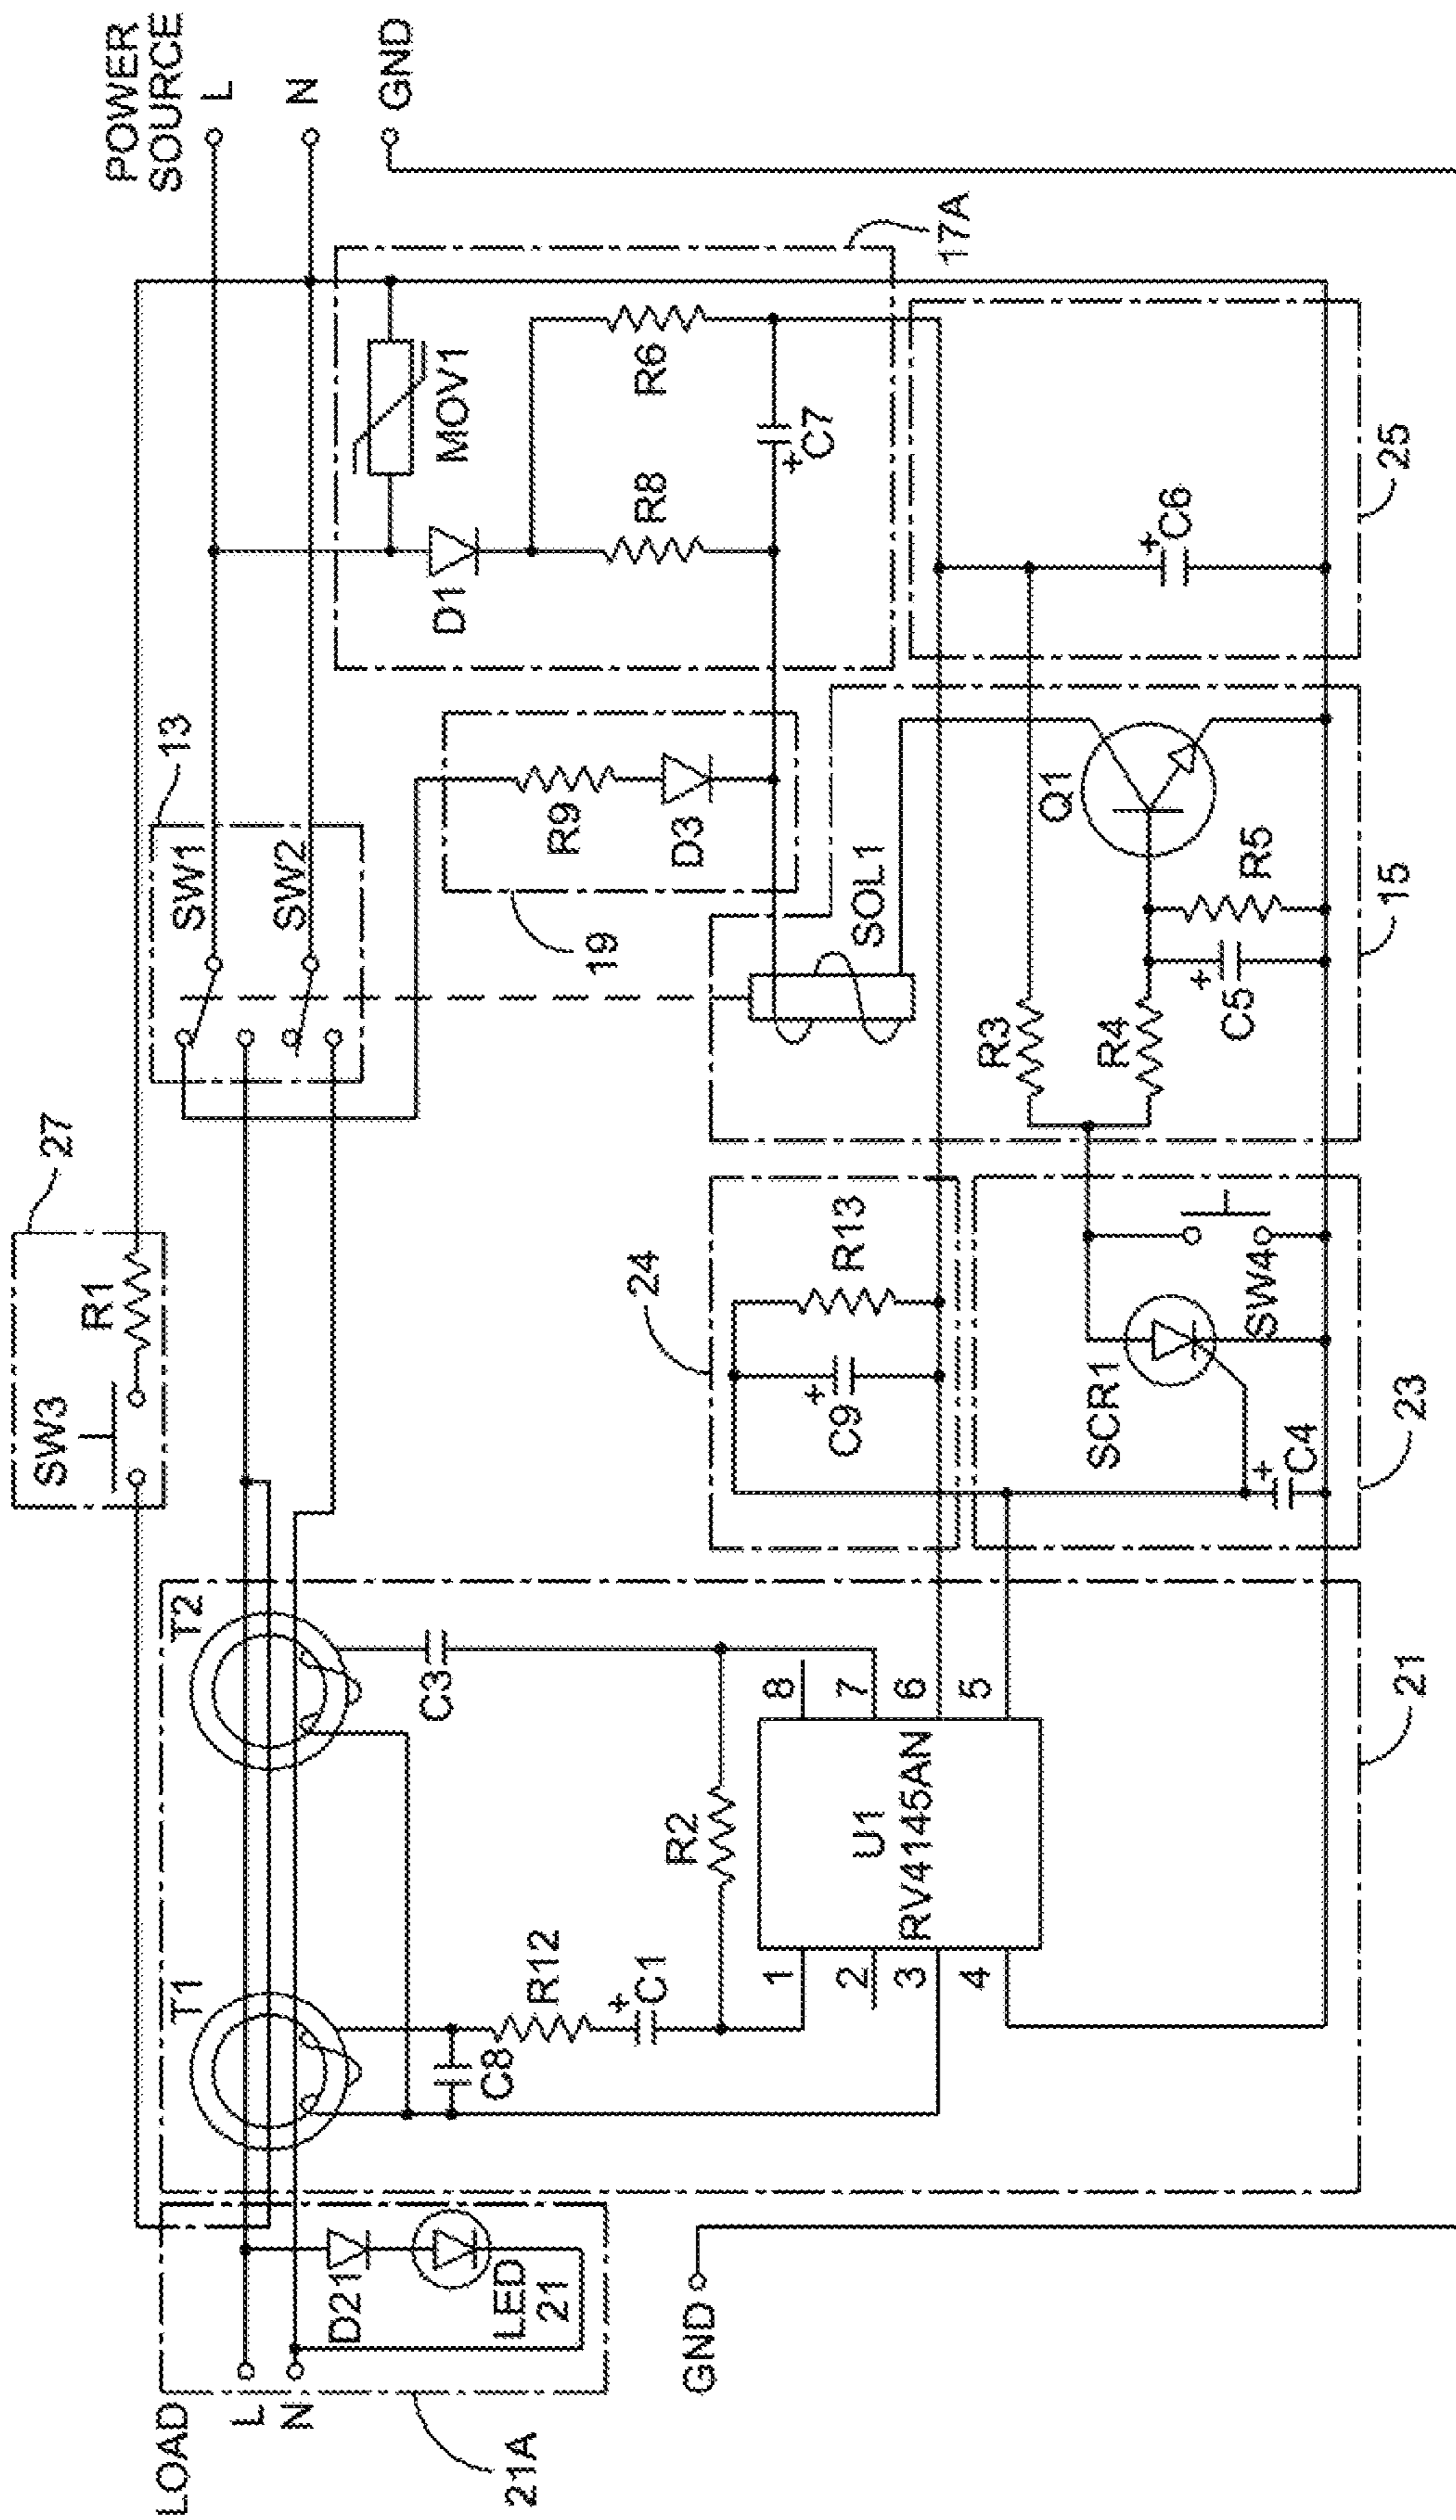 POWER
SOURCE
L
N
GND
17A
MOV1
D1
R8
R6
C7
C6
25
13
SW1
SW2
R9
D3
19
SOL1
Q1
R3
R4
C5
R5
15
27
SW3
R1
24
R13
C9
SCR1
SW4
C4
23
T1
T2
C3
R2
R12
C1
C8
U1
RV4145AN
1
2
3
4
5
6
7
8
21
LOAD
L
N
D21
LED
21
21A
GND